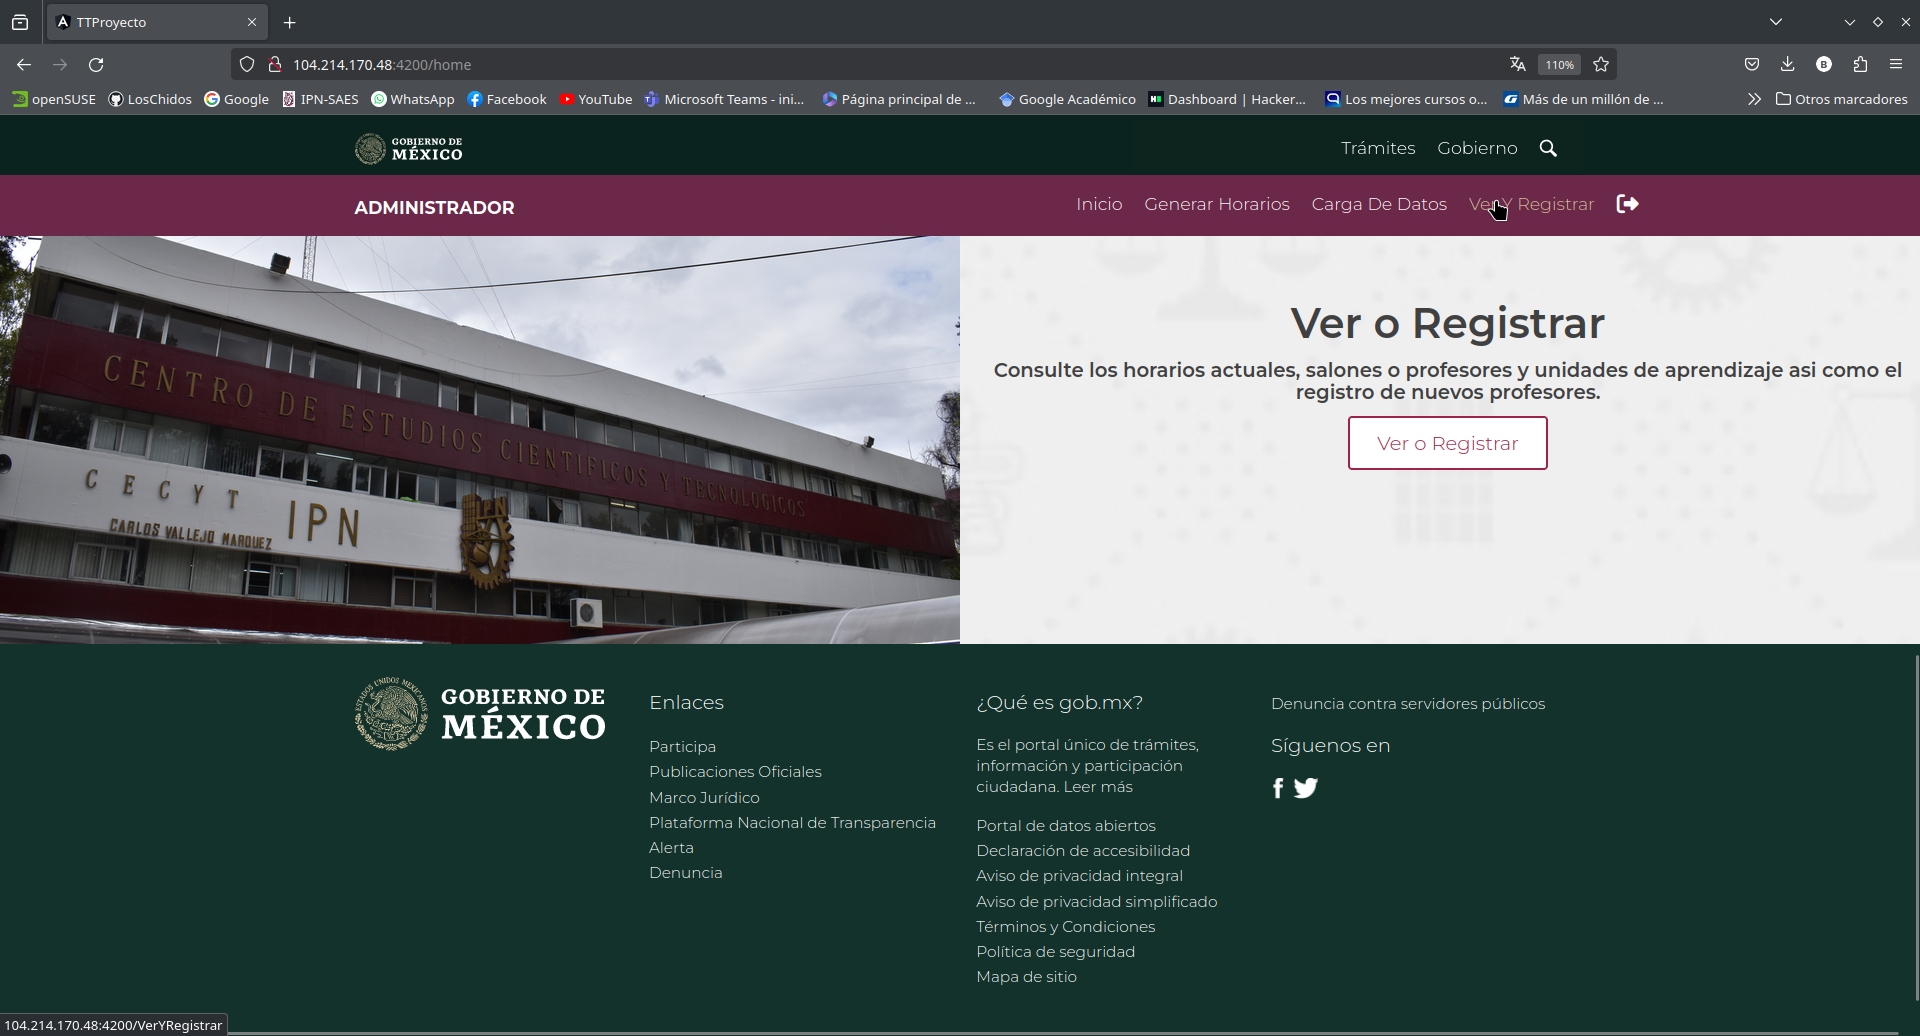 TTProyecto
104.214.170.48:4200/home
110%
openSUSE
LosChidos
Google
IPN-SAES
WhatsApp
Facebook
YouTube
Microsoft Teams - ini...
Página principal de ...
Google Académico
Dashboard | Hacker...
Los mejores cursos o...
Más de un millón de ...
Otros marcadores
GOBIERNO DE
MÉXICO
Trámites
Gobierno
ADMINISTRADOR
Inicio
Generar Horarios
Carga De Datos
Ver Y Registrar
CENTRO DE ESTUDIOS CIENTIFICOS Y TECNOLOGICOS
CECYT IPN
CARLOS VALLEJO MARQUEZ
IPN
Ver o Registrar
Consulte los horarios actuales, salones o profesores y unidades de aprendizaje asi como el
registro de nuevos profesores.
Ver o Registrar
ESTADOS UNIDOS MEXICANOS
GOBIERNO DE
MÉXICO
Enlaces
Participa
Publicaciones Oficiales
Marco Jurídico
Plataforma Nacional de Transparencia
Alerta
Denuncia
¿Qué es gob.mx?
Es el portal único de trámites,
información y participación
ciudadana. Leer más
Portal de datos abiertos
Declaración de accesibilidad
Aviso de privacidad integral
Aviso de privacidad simplificado
Términos y Condiciones
Política de seguridad
Mapa de sitio
Denuncia contra servidores públicos
Síguenos en
104.214.170.48:4200/VerYRegistrar